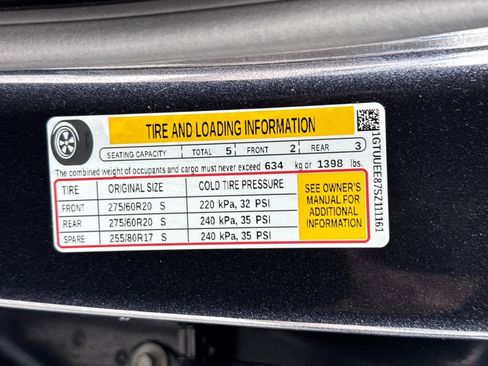 TIRE AND LOADING INFORMATION
SEATING CAPACITY TOTAL 5 FRONT 2 REAR 3
The combined weight of occupants and cargo must never exceed 634 kg or 1398 lbs.
TIRE ORIGINAL SIZE COLD TIRE PRESSURE
FRONT 275/60R20 S 220 kPa, 32 PSI
REAR 275/60R20 S 240 kPa, 35 PSI
SPARE 255/80R17 S 240 kPa, 35 PSI
SEE OWNER'S
MANUAL FOR
ADDITIONAL
INFORMATION
1GTUUEE87SZ111161